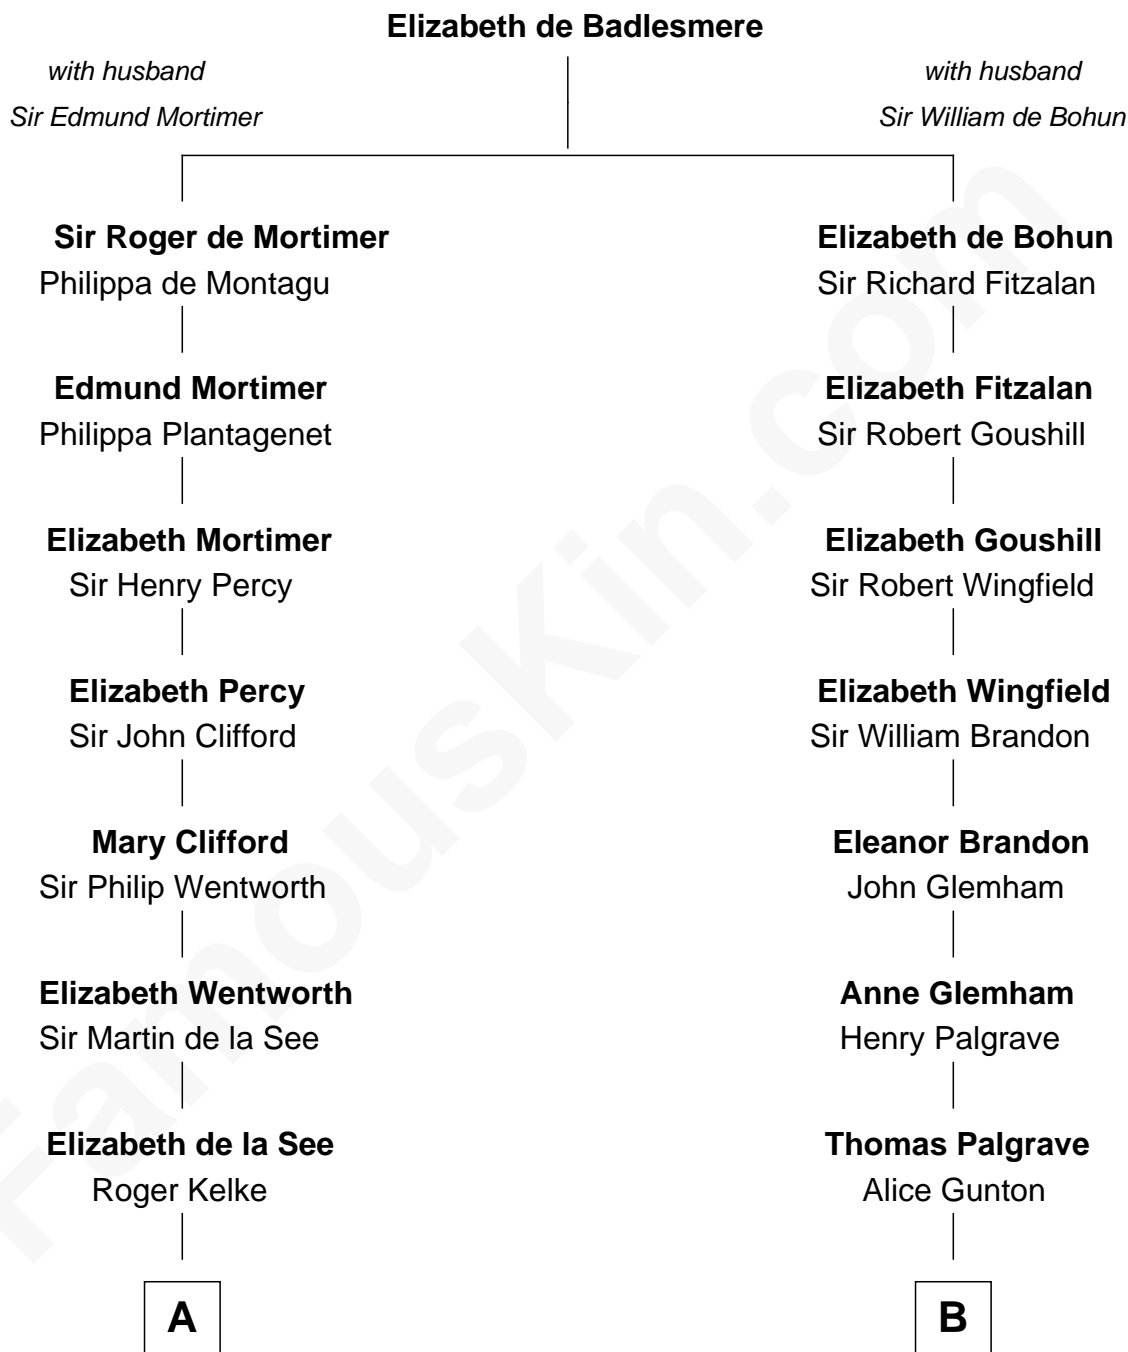 Elizabeth de Badlesmere
with husband
Sir Edmund Mortimer
with husband
Sir William de Bohun
Sir Roger de Mortimer
Philippa de Montagu
Elizabeth de Bohun
Sir Richard Fitzalan
Edmund Mortimer
Philippa Plantagenet
Elizabeth Fitzalan
Sir Robert Goushill
Elizabeth Mortimer
Sir Henry Percy
Elizabeth Goushill
Sir Robert Wingfield
Elizabeth Percy
Sir John Clifford
Elizabeth Wingfield
Sir William Brandon
Mary Clifford
Sir Philip Wentworth
Eleanor Brandon
John Glemham
Elizabeth Wentworth
Sir Martin de la See
Anne Glemham
Henry Palgrave
Elizabeth de la See
Roger Kelke
Thomas Palgrave
Alice Gunton
A
B
FamousKin.com